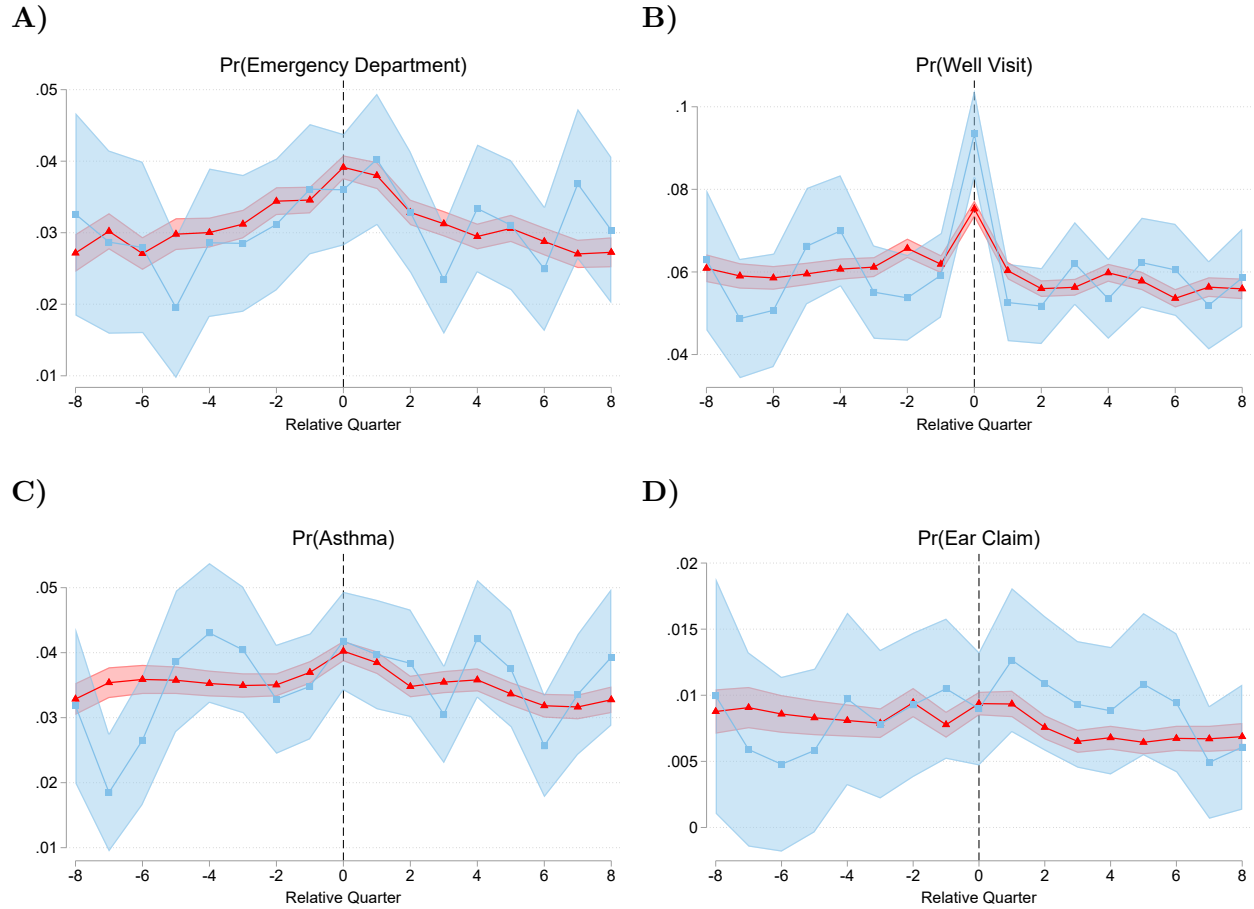 A)
Pr(Emergency Department)
.05
.04
.03
.02
.01
-8 -6 -4 -2 0 2 4 6 8
Relative Quarter
B)
Pr(Well Visit)
.1
.08
.06
.04
-8 -6 -4 -2 0 2 4 6 8
Relative Quarter
C)
Pr(Asthma)
.05
.04
.03
.02
.01
-8 -6 -4 -2 0 2 4 6 8
Relative Quarter
D)
Pr(Ear Claim)
.02
.015
.01
.005
0
-8 -6 -4 -2 0 2 4 6 8
Relative Quarter